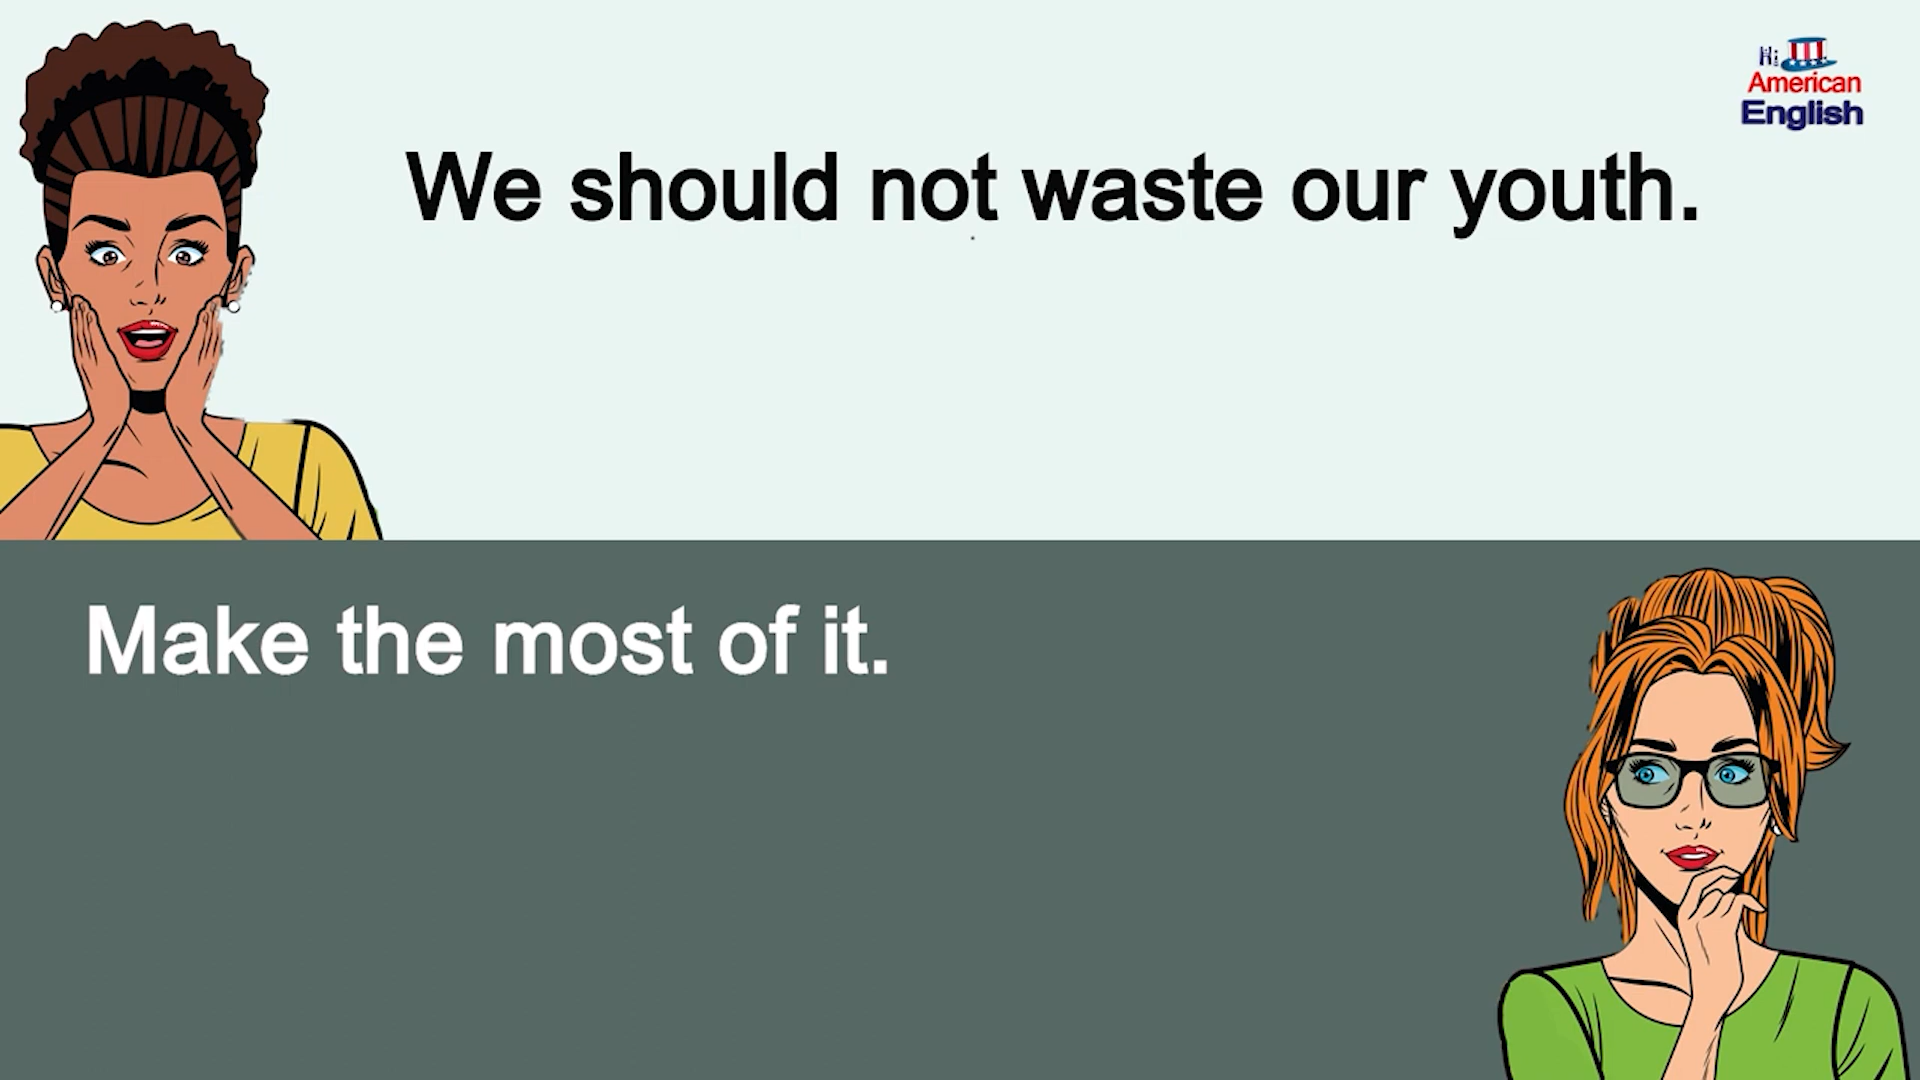 Hi
American
English
We should not waste our youth.
Make the most of it.